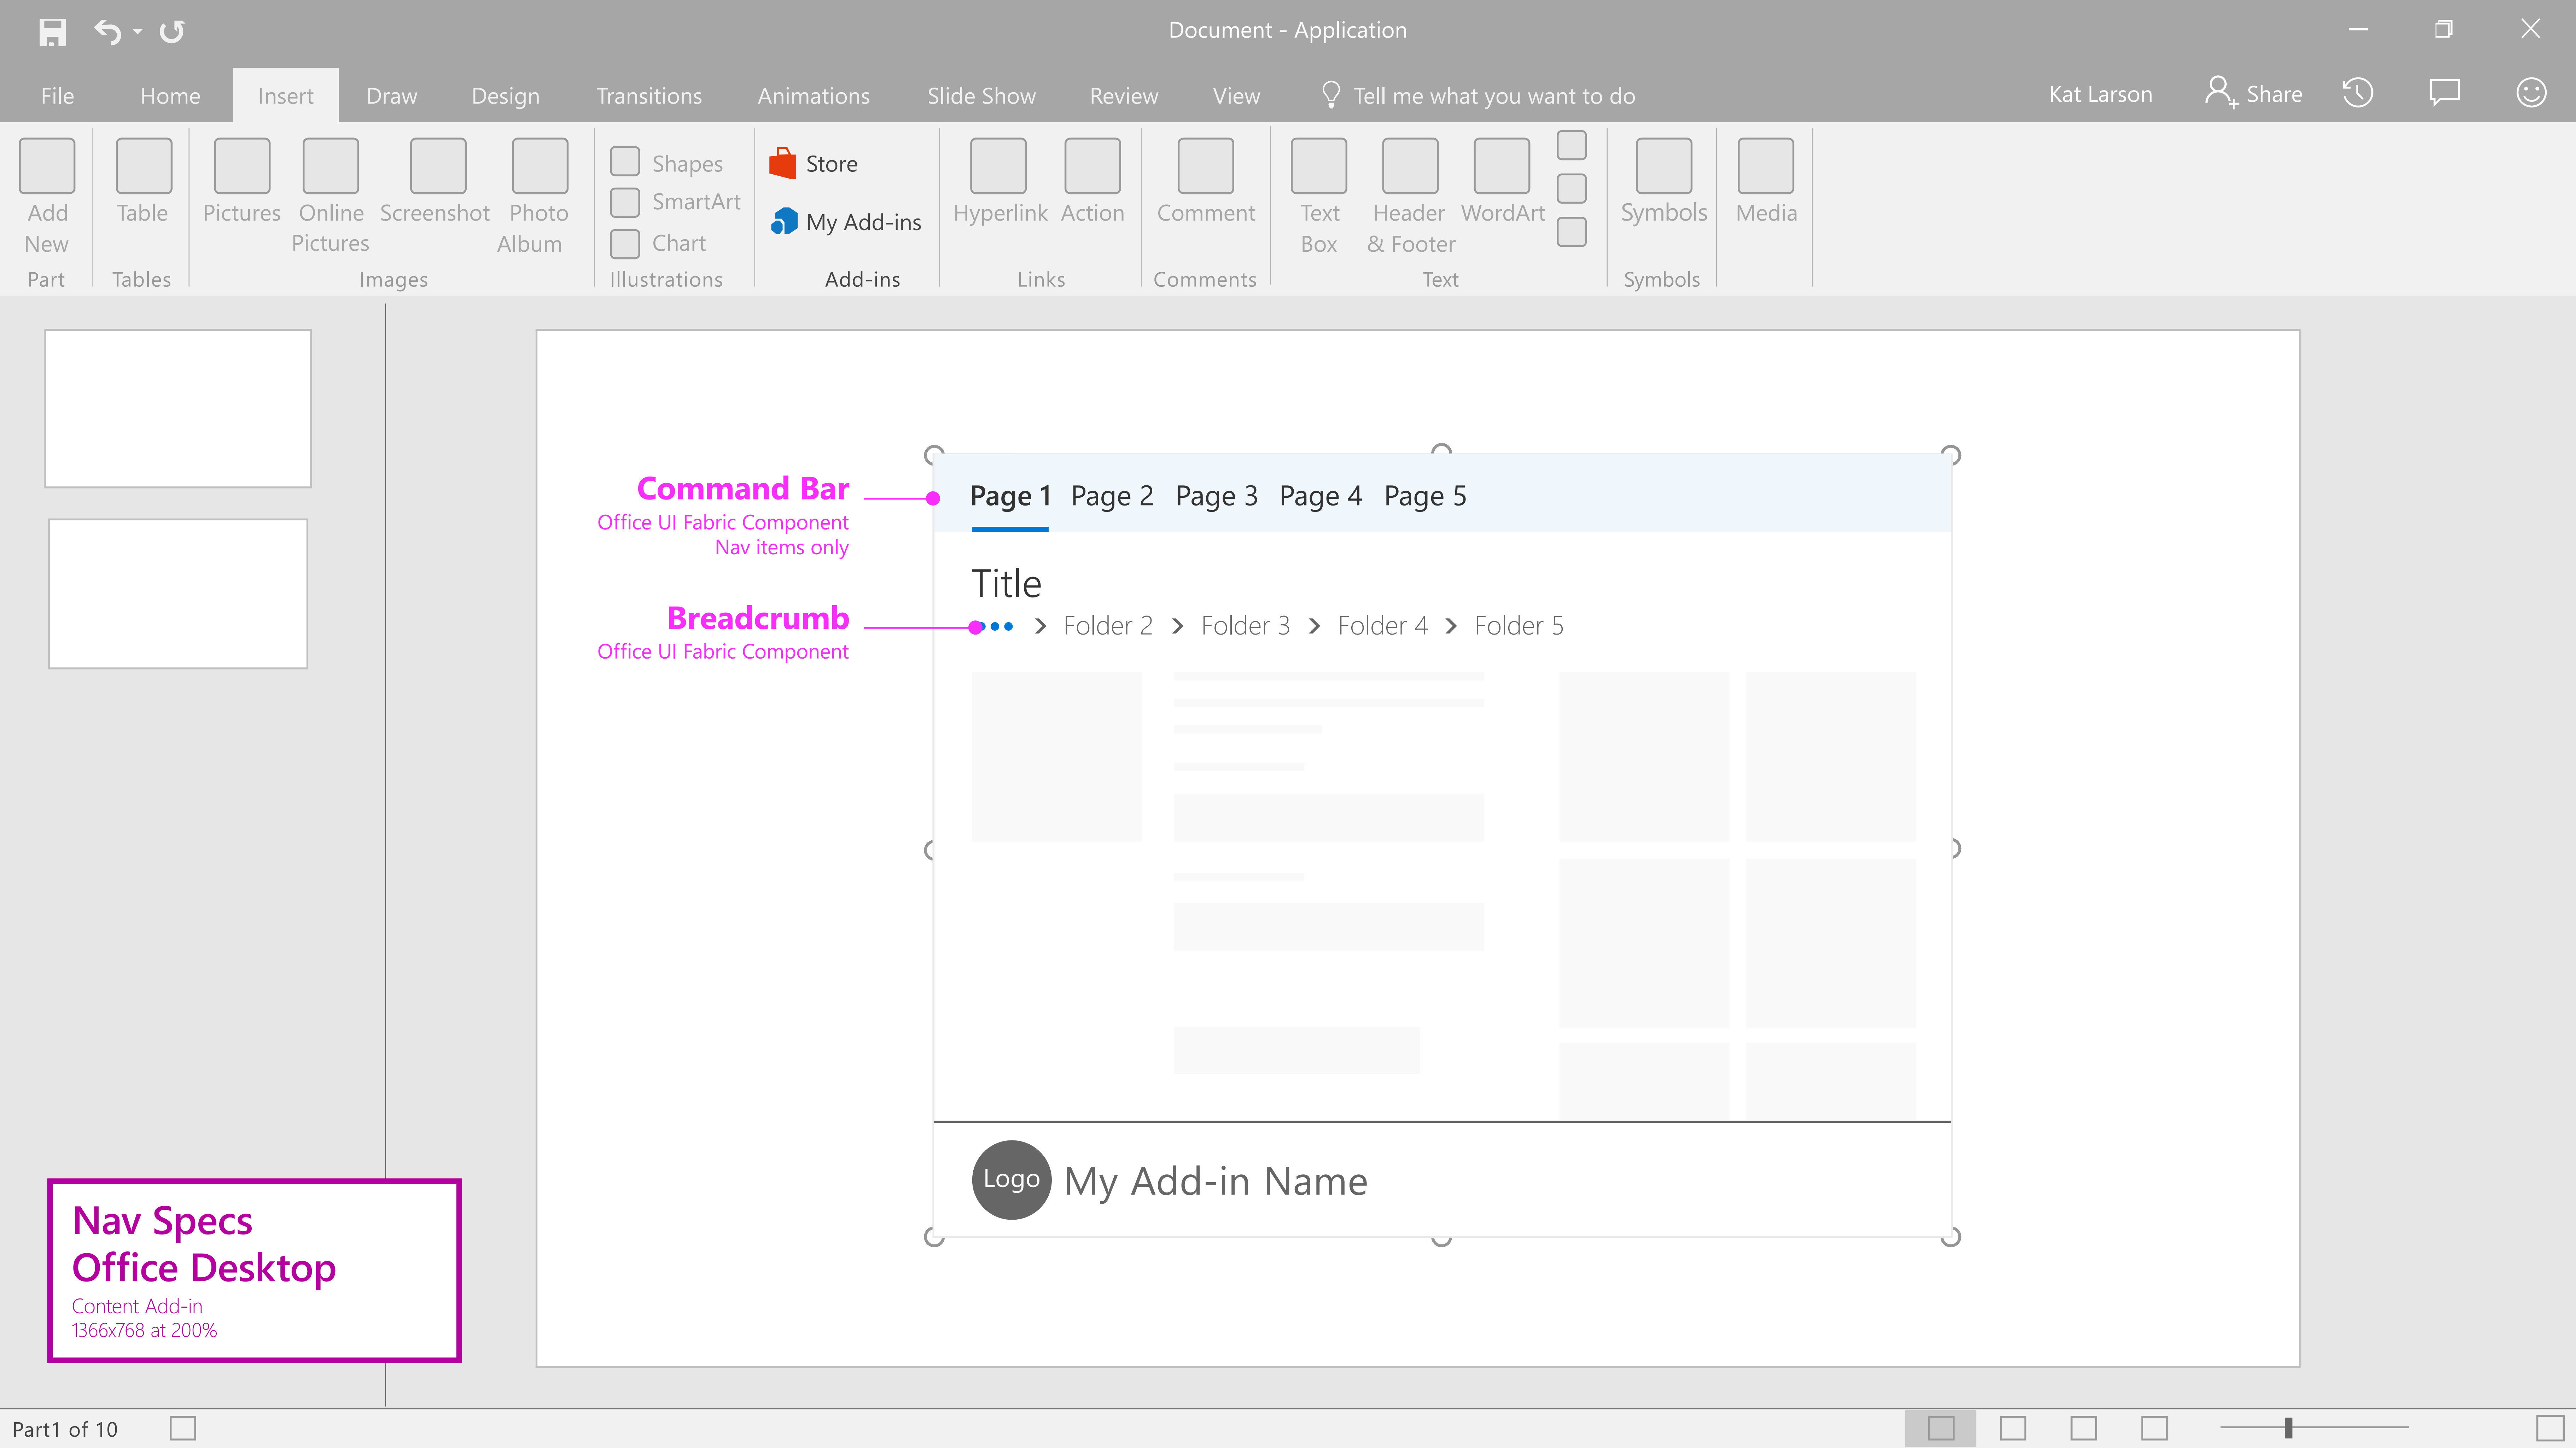 Document - Application
File Home Insert Draw Design Transitions Animations Slide Show Review View Tell me what you want to do Kat Larson Share
Add New
Table
Pictures
Online Pictures
Screenshot
Photo Album
Shapes
SmartArt
Chart
Store
My Add-ins
Hyperlink
Action
Comment
Text Box
Header & Footer
WordArt
Symbols
Media
Part Tables Images Illustrations Add-ins Links Comments Text Symbols
Command Bar
Office UI Fabric Component
Nav items only
Page 1 Page 2 Page 3 Page 4 Page 5
Title
Breadcrumb
Office UI Fabric Component
> Folder 2 > Folder 3 > Folder 4 > Folder 5
Logo My Add-in Name
Nav Specs
Office Desktop
Content Add-in
1366x768 at 200%
Part1 of 10